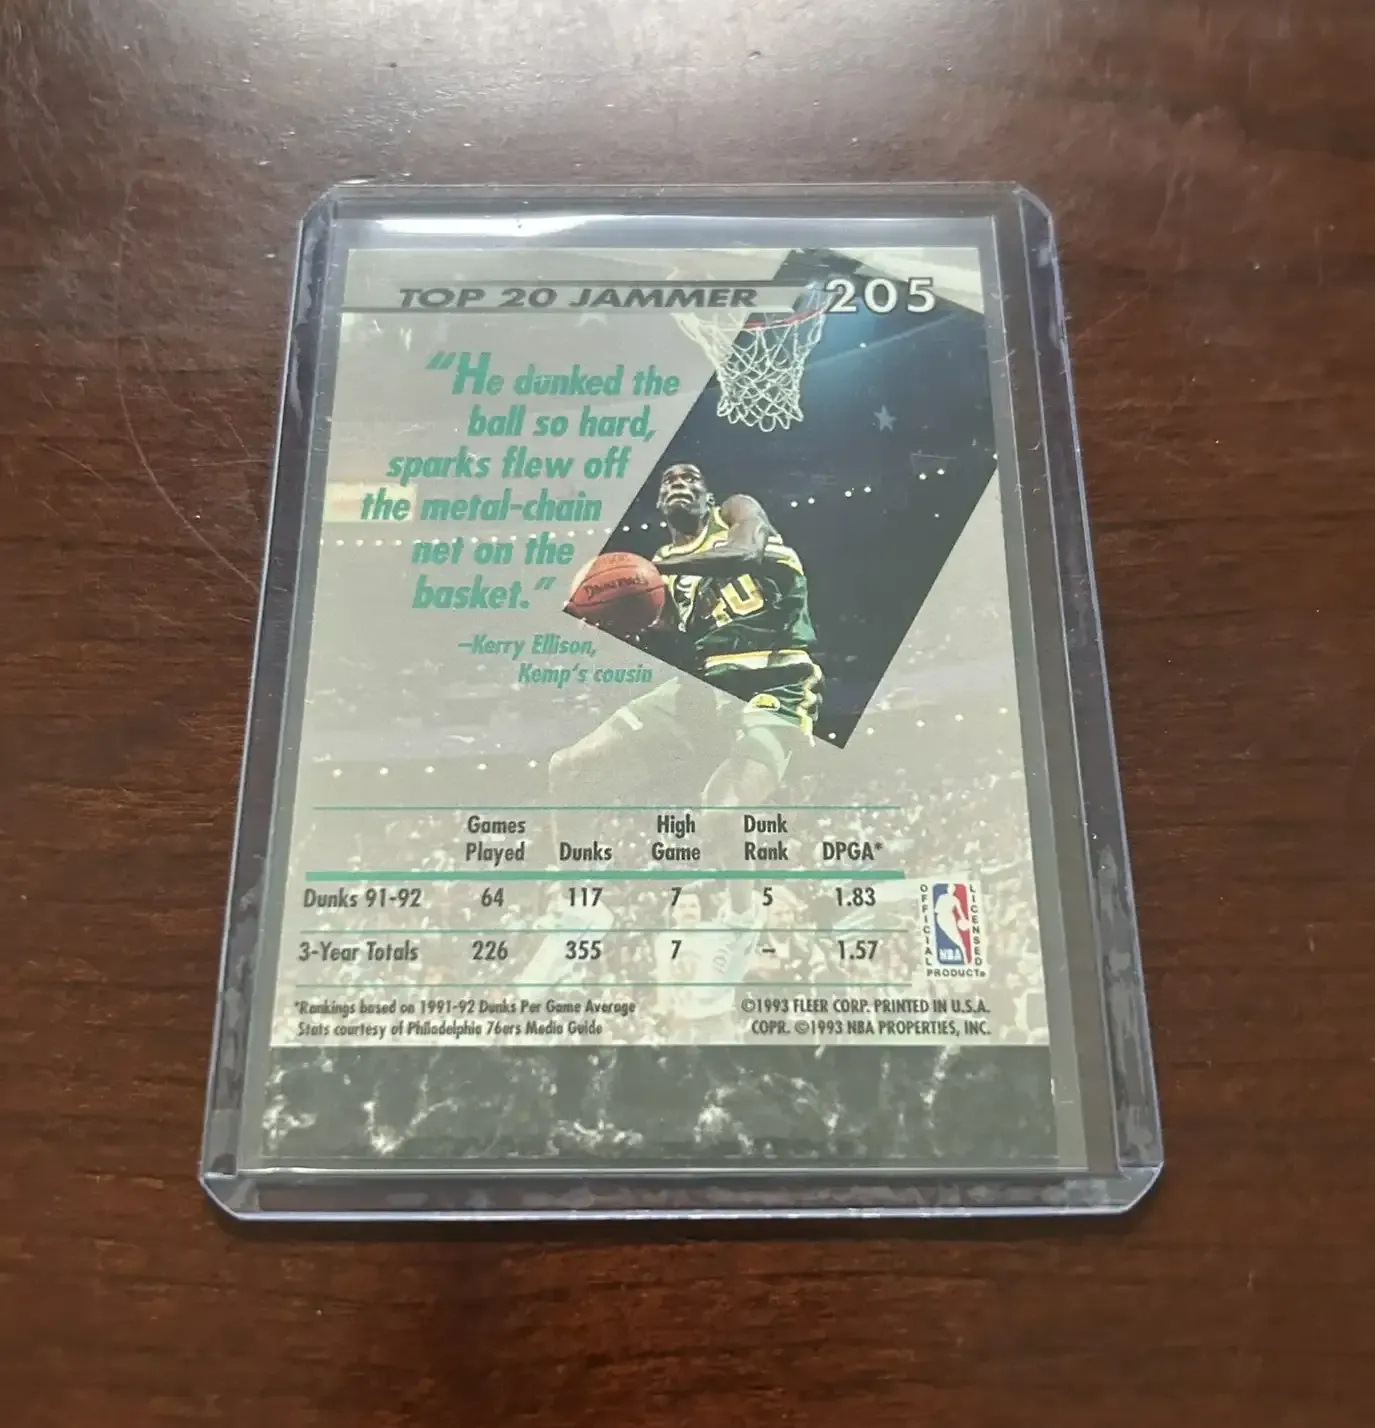 TOP 20 JAMMER 205
“He dunked the
ball so hard,
sparks flew off
the metal-chain
net on the
basket.”
–Kerry Ellison,
Kemp's cousin
Games Played Dunks High Game Dunk Rank DPGA*
Dunks 91-92 64 117 7 5 1.83
3-Year Totals 226 355 7 – 1.57
OFFICIAL LICENSED
NBA
PRODUCT®
*Rankings based on 1991-92 Dunks Per Game Average
Stats courtesy of Philadelphia 76ers Media Guide
©1993 FLEER CORP. PRINTED IN U.S.A.
COPR. ©1993 NBA PROPERTIES, INC.